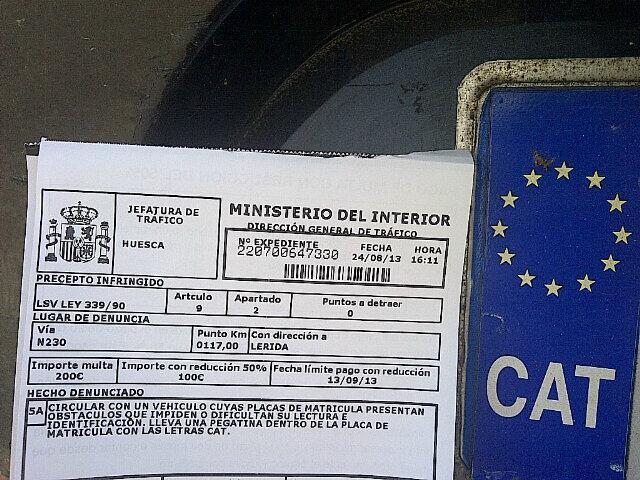 JEFATURA DE
TRAFICO
HUESCA
MINISTERIO DEL INTERIOR
DIRECCIÓN GENERAL DE TRÁFICO
Nº EXPEDIENTE FECHA HORA
220700647330 24/08/13 16:11
PRECEPTO INFRINGIDO
LSV LEY 339/90 Artculo 9 Apartado 2 Puntos a detraer 0
LUGAR DE DENUNCIA
Vía N230 Punto Km 0117,00 Con dirección a LERIDA
Importe multa 200€ Importe con reducción 50% 100€ Fecha límite pago con reducción 13/09/13
HECHO DENUNCIADO
5A CIRCULAR CON UN VEHICULO CUYAS PLACAS DE MATRICULA PRESENTAN
OBSTACULOS QUE IMPIDEN O DIFICULTAN SU LECTURA E
IDENTIFICACIÓN. LLEVA UNA PEGATINA DENTRO DE LA PLACA DE
MATRICULA CON LAS LETRAS CAT.
CAT